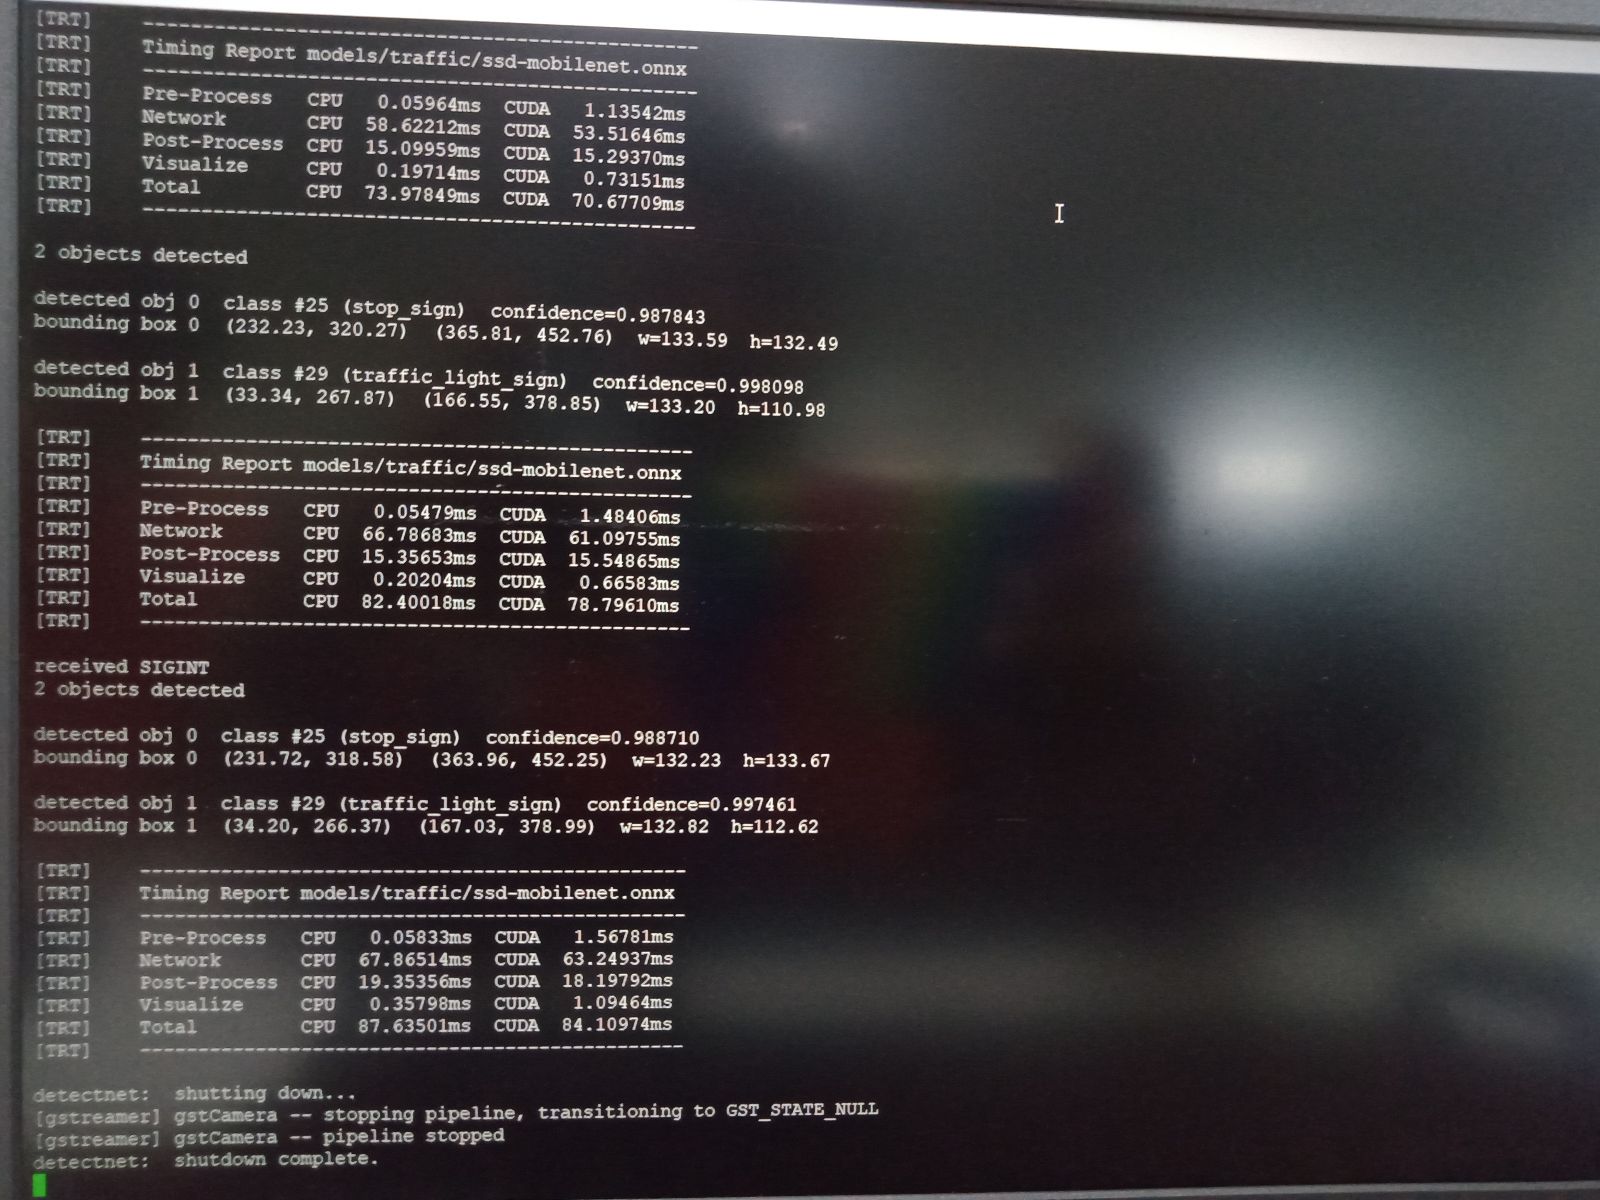 [TRT] ------------------------------------------------
[TRT] Timing Report models/traffic/ssd-mobilenet.onnx
[TRT] ------------------------------------------------
[TRT] Pre-Process CPU 0.05964ms CUDA 1.13542ms
[TRT] Network CPU 58.62212ms CUDA 53.51646ms
[TRT] Post-Process CPU 15.09959ms CUDA 15.29370ms
[TRT] Visualize CPU 0.19714ms CUDA 0.73151ms
[TRT] Total CPU 73.97849ms CUDA 70.67709ms
[TRT] ------------------------------------------------
2 objects detected
detected obj 0 class #25 (stop_sign) confidence=0.987843
bounding box 0 (232.23, 320.27) (365.81, 452.76) w=133.59 h=132.49
detected obj 1 class #29 (traffic_light_sign) confidence=0.998098
bounding box 1 (33.34, 267.87) (166.55, 378.85) w=133.20 h=110.98
[TRT] ------------------------------------------------
[TRT] Timing Report models/traffic/ssd-mobilenet.onnx
[TRT] ------------------------------------------------
[TRT] Pre-Process CPU 0.05479ms CUDA 1.48406ms
[TRT] Network CPU 66.78683ms CUDA 61.09755ms
[TRT] Post-Process CPU 15.35653ms CUDA 15.54865ms
[TRT] Visualize CPU 0.20204ms CUDA 0.66583ms
[TRT] Total CPU 82.40018ms CUDA 78.79610ms
[TRT] ------------------------------------------------
received SIGINT
2 objects detected
detected obj 0 class #25 (stop_sign) confidence=0.988710
bounding box 0 (231.72, 318.58) (363.96, 452.25) w=132.23 h=133.67
detected obj 1 class #29 (traffic_light_sign) confidence=0.997461
bounding box 1 (34.20, 266.37) (167.03, 378.99) w=132.82 h=112.62
[TRT] ------------------------------------------------
[TRT] Timing Report models/traffic/ssd-mobilenet.onnx
[TRT] ------------------------------------------------
[TRT] Pre-Process CPU 0.05833ms CUDA 1.56781ms
[TRT] Network CPU 67.86514ms CUDA 63.24937ms
[TRT] Post-Process CPU 19.35356ms CUDA 18.19792ms
[TRT] Visualize CPU 0.35798ms CUDA 1.09464ms
[TRT] Total CPU 87.63501ms CUDA 84.10974ms
[TRT] ------------------------------------------------
detectnet: shutting down...
[gstreamer] gstCamera -- stopping pipeline, transitioning to GST_STATE_NULL
[gstreamer] gstCamera -- pipeline stopped
detectnet: shutdown complete.